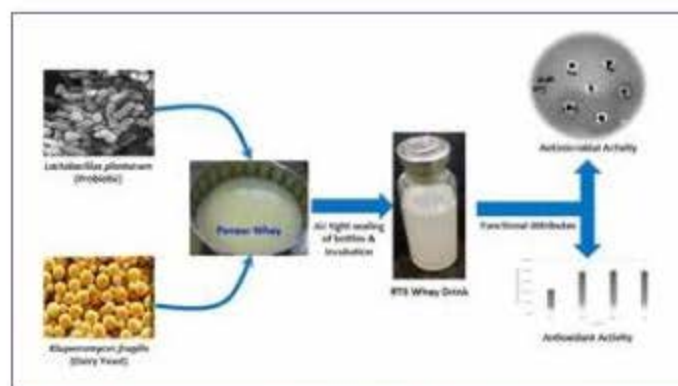 Lactobacillus plantarum
(Probiotic)
Paneer Whey
Air tight sealing
of bottles &
Incubation
RTS Whey Drink
Functional Attributes
Antimicrobial Activity
Antioxidant Activity
Kluyveromyces fragilis
(Dairy Yeast)